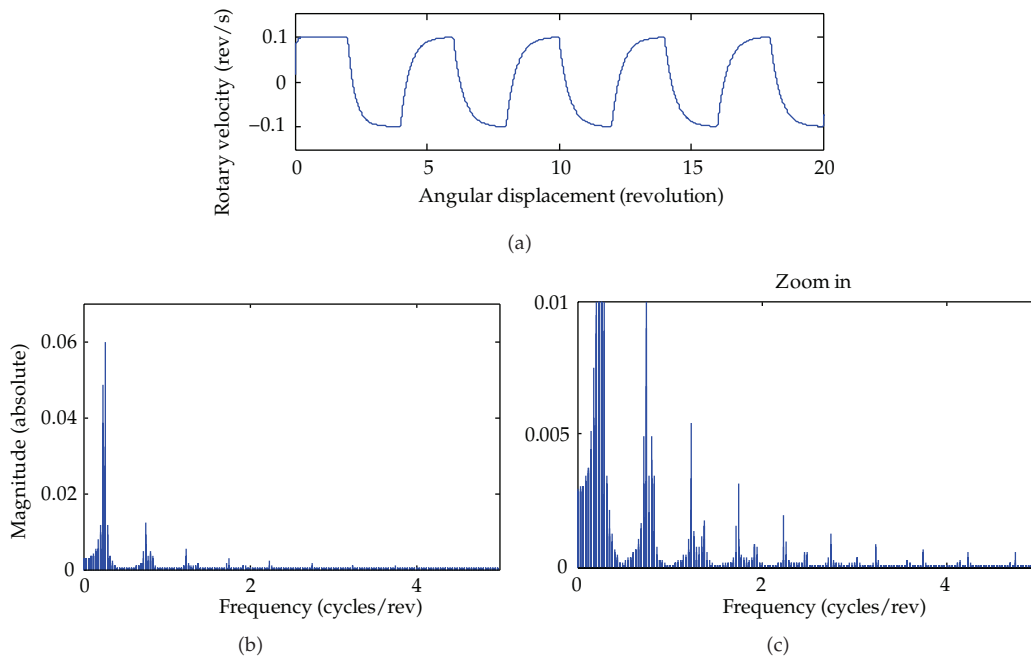 Rotary velocity (rev/s)
0.1
0
−0.1
0 5 10 15 20
Angular displacement (revolution)
(a)
Magnitude (absolute)
0.06
0.04
0.02
0
0 2 4
Frequency (cycles/rev)
(b)
Zoom in
0.01
0.005
0
0 2 4
Frequency (cycles/rev)
(c)